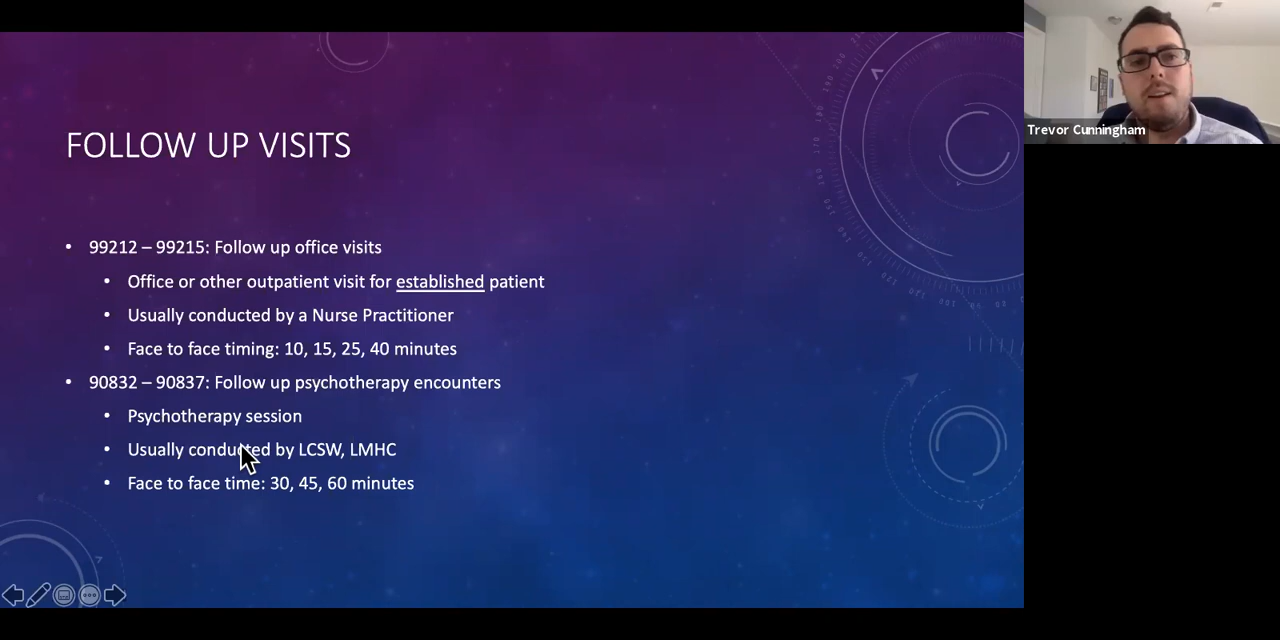 FOLLOW UP VISITS
• 99212 – 99215: Follow up office visits
• Office or other outpatient visit for established patient
• Usually conducted by a Nurse Practitioner
• Face to face timing: 10, 15, 25, 40 minutes
• 90832 – 90837: Follow up psychotherapy encounters
• Psychotherapy session
• Usually conducted by LCSW, LMHC
• Face to face time: 30, 45, 60 minutes
Trevor Cunningham